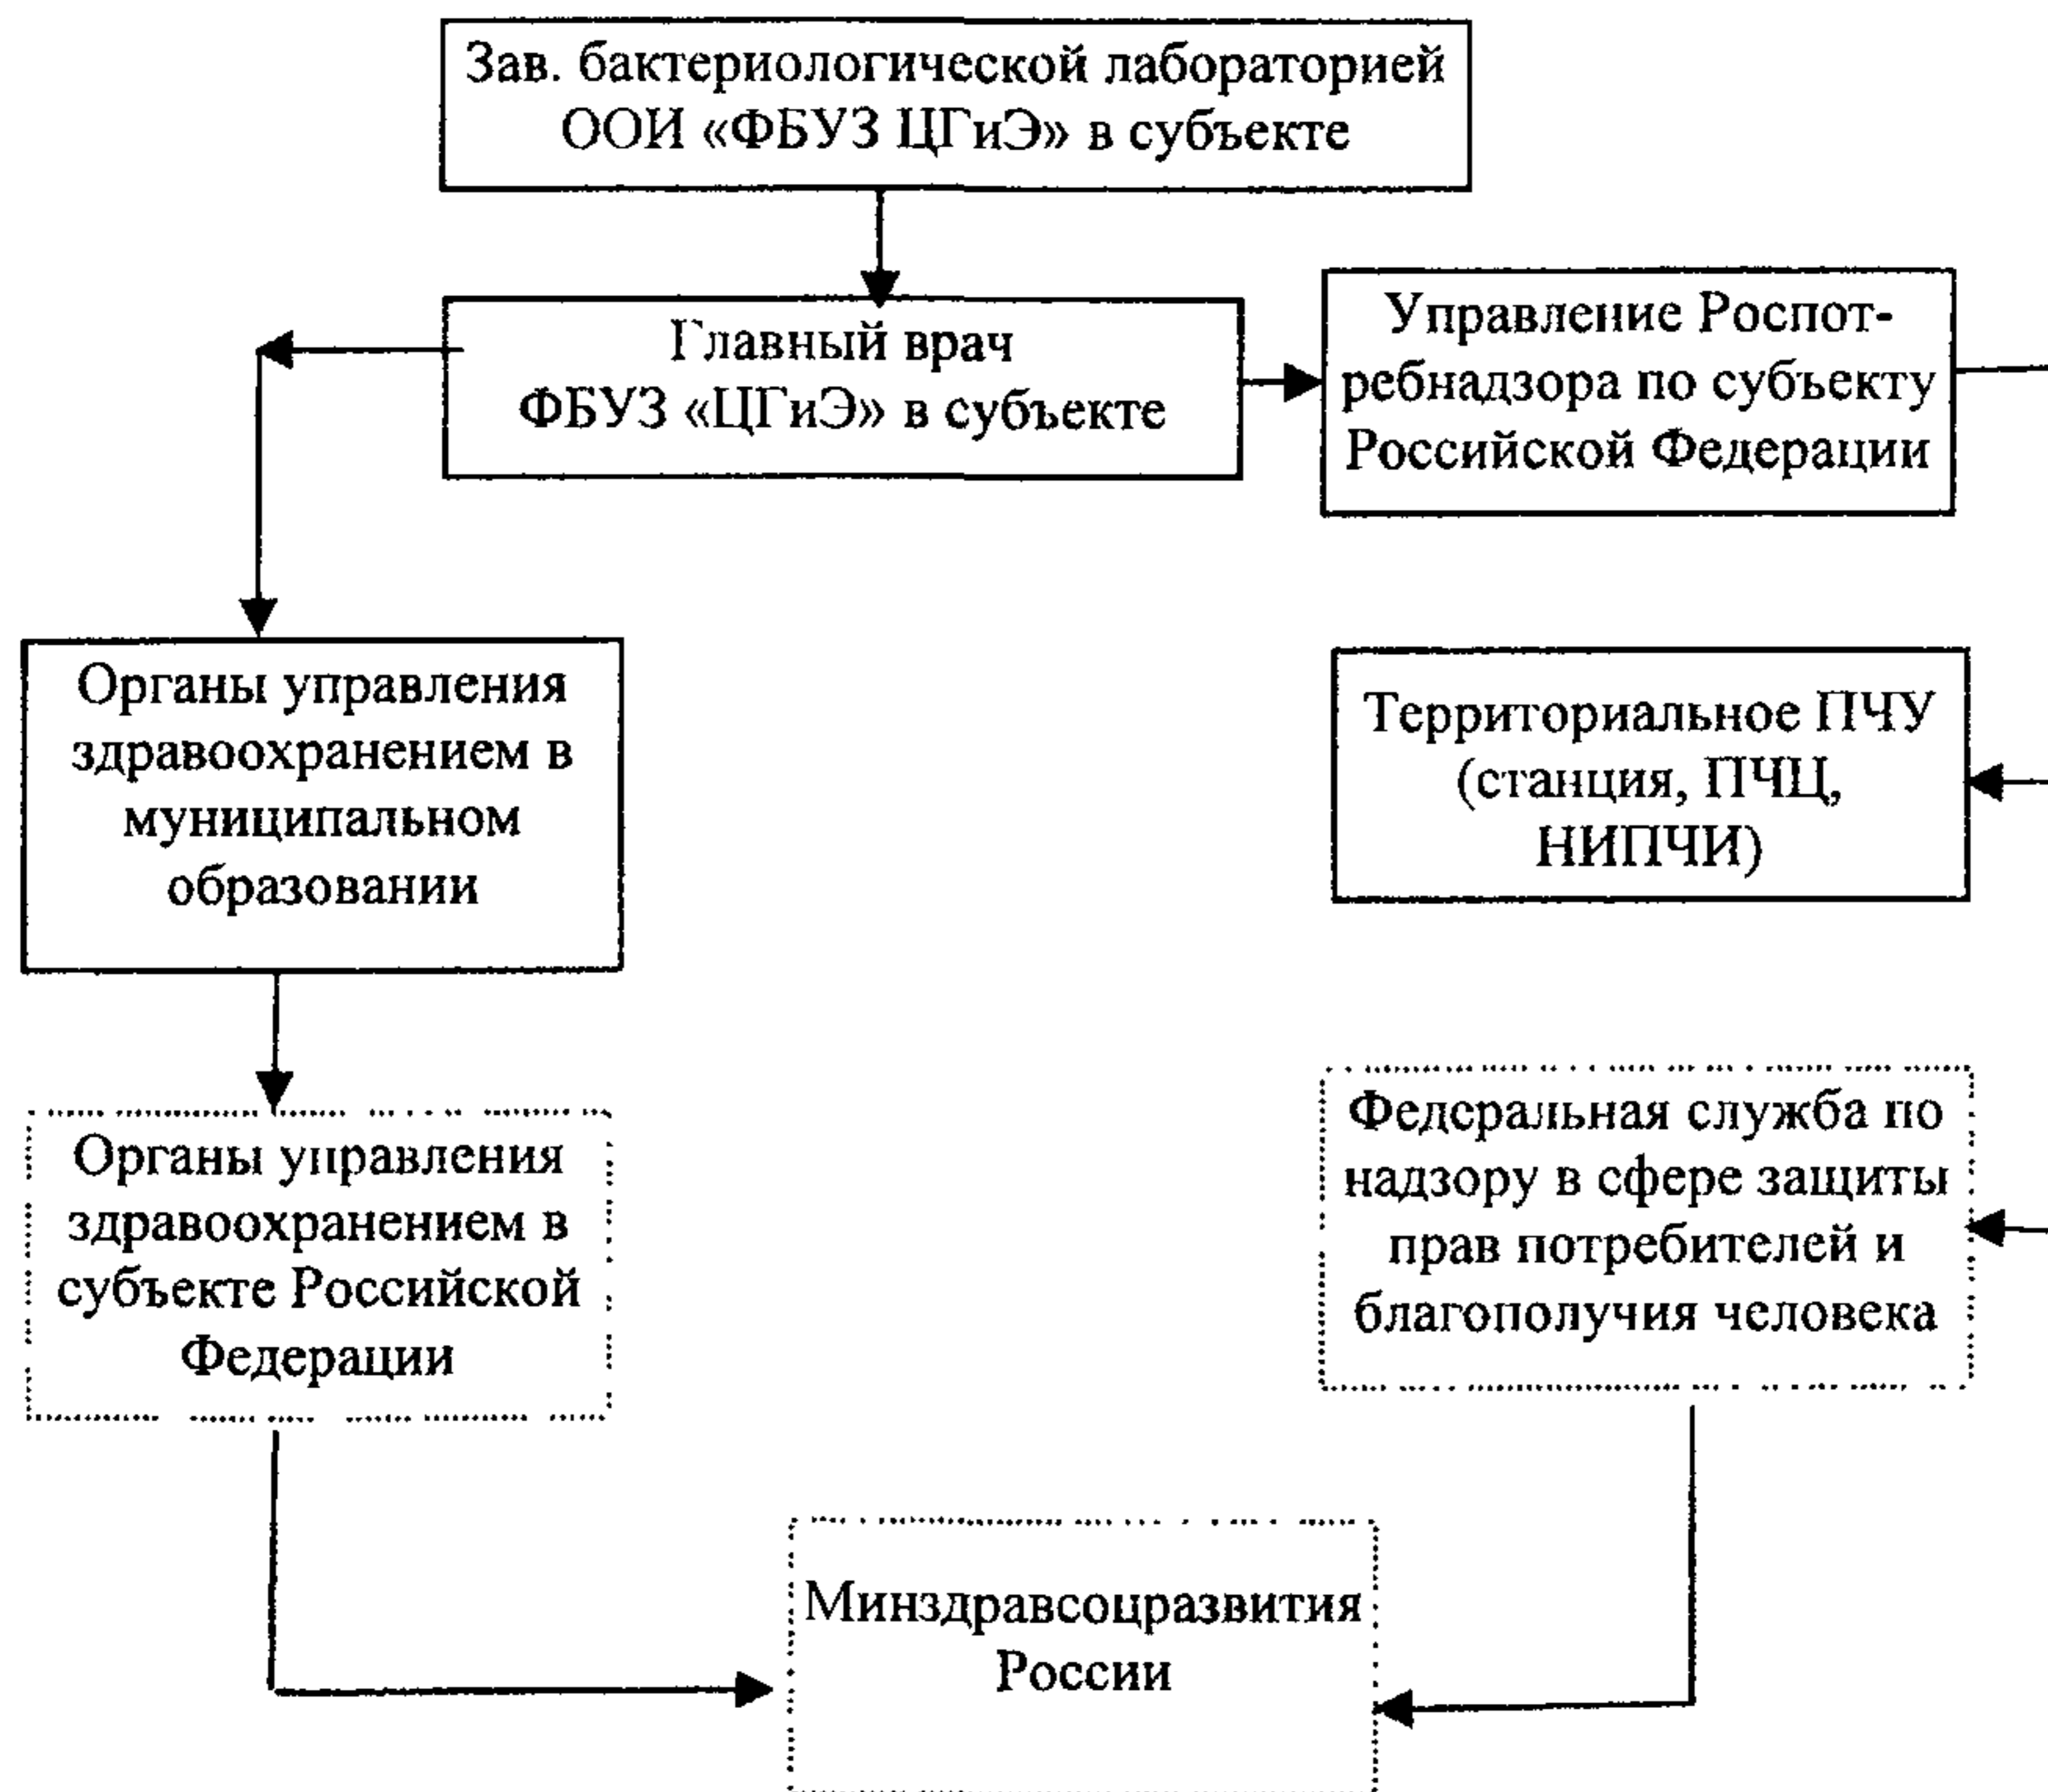 Зав. бактериологической лабораторией
ООИ «ФБУЗ ЦГиЭ» в субъекте
Главный врач
ФБУЗ «ЦГиЭ» в субъекте
Управление Роспот-
ребнадзора по субъекту
Российской Федерации
Органы управления
здравоохранением в
муниципальном
образовании
Территориальное ПЧУ
(станция, ПЧЦ,
НИПЧИ)
Органы управления
здравоохранением в
субъекте Российской
Федерации
Федеральная служба по
надзору в сфере защиты
прав потребителей и
благополучия человека
Минздравсоцразвития
России